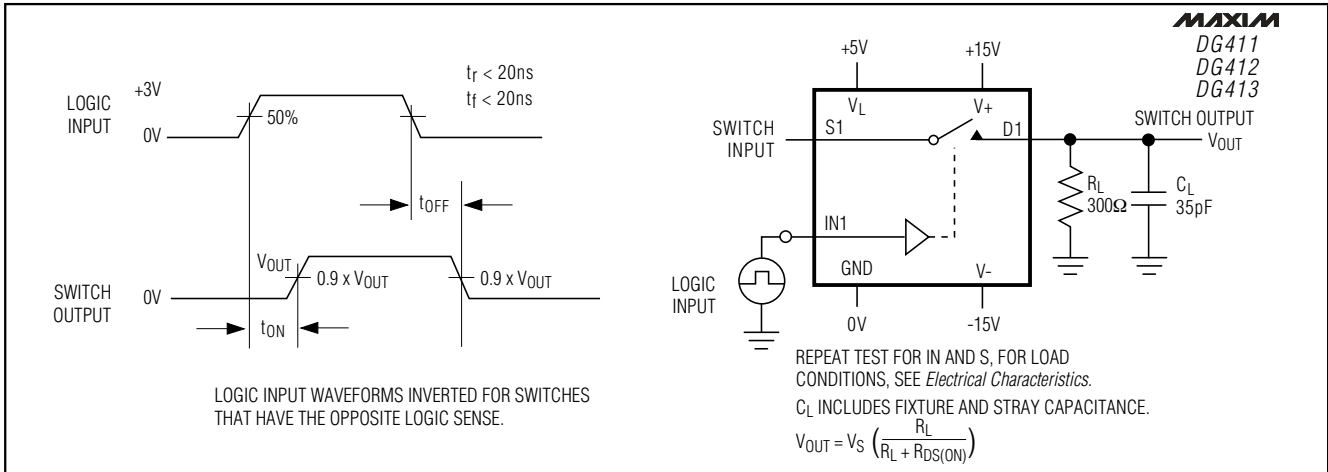 MAXIM
DG411
DG412
DG413
LOGIC
INPUT
+3V
0V
50%
tr < 20ns
tf < 20ns
tOFF
SWITCH
OUTPUT
0V
VOUT
0.9 x VOUT
0.9 x VOUT
tON
LOGIC INPUT WAVEFORMS INVERTED FOR SWITCHES
THAT HAVE THE OPPOSITE LOGIC SENSE.
+5V
+15V
VL
V+
SWITCH
INPUT
S1
D1
SWITCH OUTPUT
VOUT
RL
300Ω
CL
35pF
IN1
LOGIC
INPUT
GND
V-
0V
-15V
REPEAT TEST FOR IN AND S, FOR LOAD
CONDITIONS, SEE Electrical Characteristics.
CL INCLUDES FIXTURE AND STRAY CAPACITANCE.
VOUT = VS (RL / RL + RDS(ON))